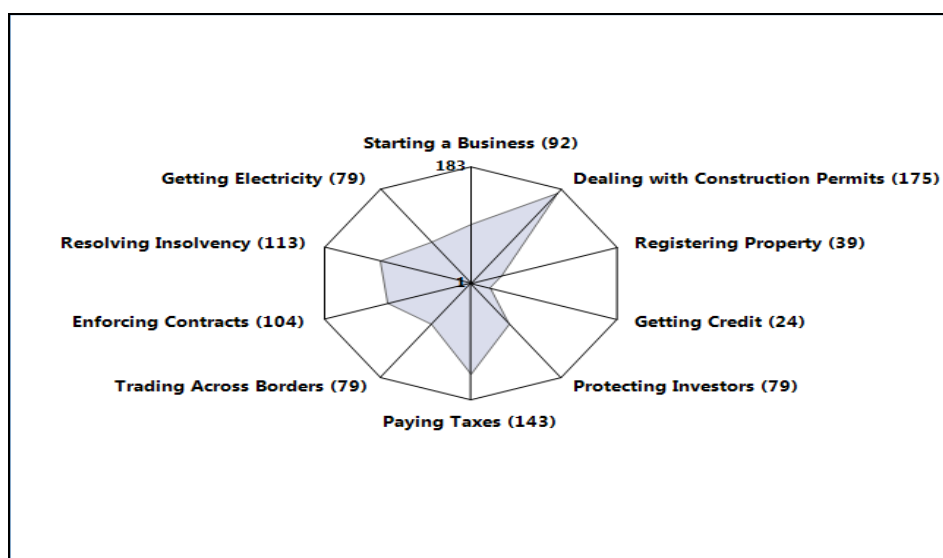 Starting a Business (92)
183
Getting Electricity (79)
Dealing with Construction Permits (175)
Resolving Insolvency (113)
Registering Property (39)
1
Enforcing Contracts (104)
Getting Credit (24)
Trading Across Borders (79)
Protecting Investors (79)
Paying Taxes (143)